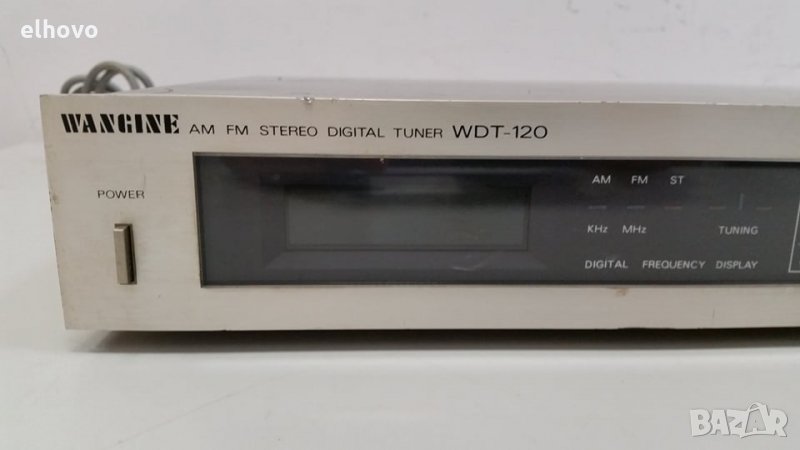 elhovo
WANGINE AM FM STEREO DIGITAL TUNER WDT-120
POWER
AM FM ST
KHz MHz TUNING
DIGITAL FREQUENCY DISPLAY
BAZAR